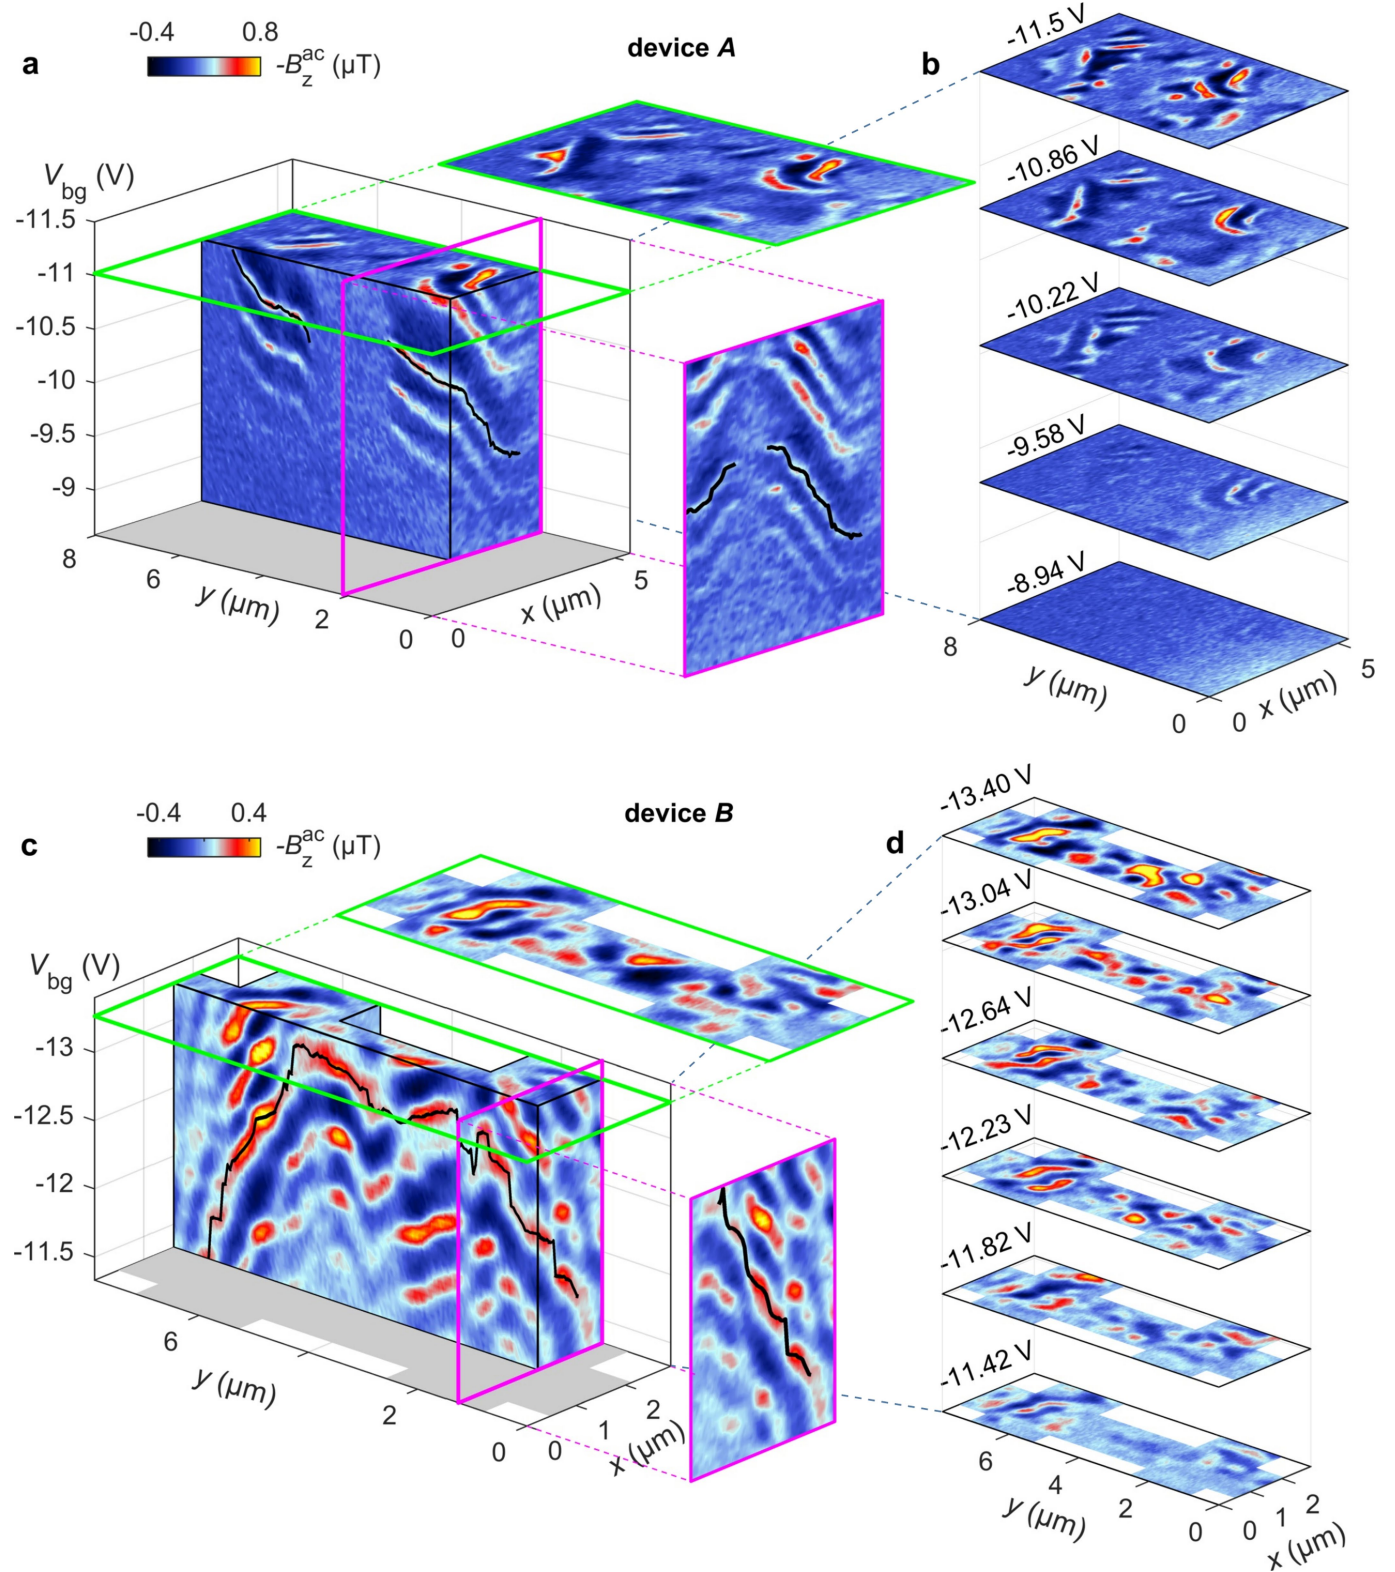 a
-0.4
0.8
-B_z^ac (µT)
device A
V_bg (V)
-11.5
-11
-10.5
-10
-9.5
-9
8
6
y (µm)
2
0
0
x (µm)
5
b
-11.5 V
-10.86 V
-10.22 V
-9.58 V
-8.94 V
8
y (µm)
0
0
x (µm)
5
c
-0.4
0.4
-B_z^ac (µT)
device B
V_bg (V)
-13
-12.5
-12
-11.5
6
y (µm)
2
0
0
1
2
x (µm)
d
-13.40 V
-13.04 V
-12.64 V
-12.23 V
-11.82 V
-11.42 V
6
4
2
0
y (µm)
0
1
2
x (µm)